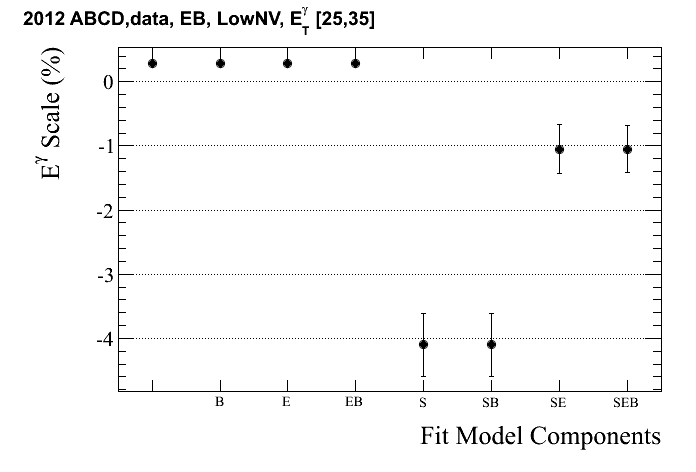 2012 ABCD,data, EB, LowNV, E_T^γ [25,35]
E^γ Scale (%)
0
-1
-2
-3
-4
B E EB S SB SE SEB
Fit Model Components